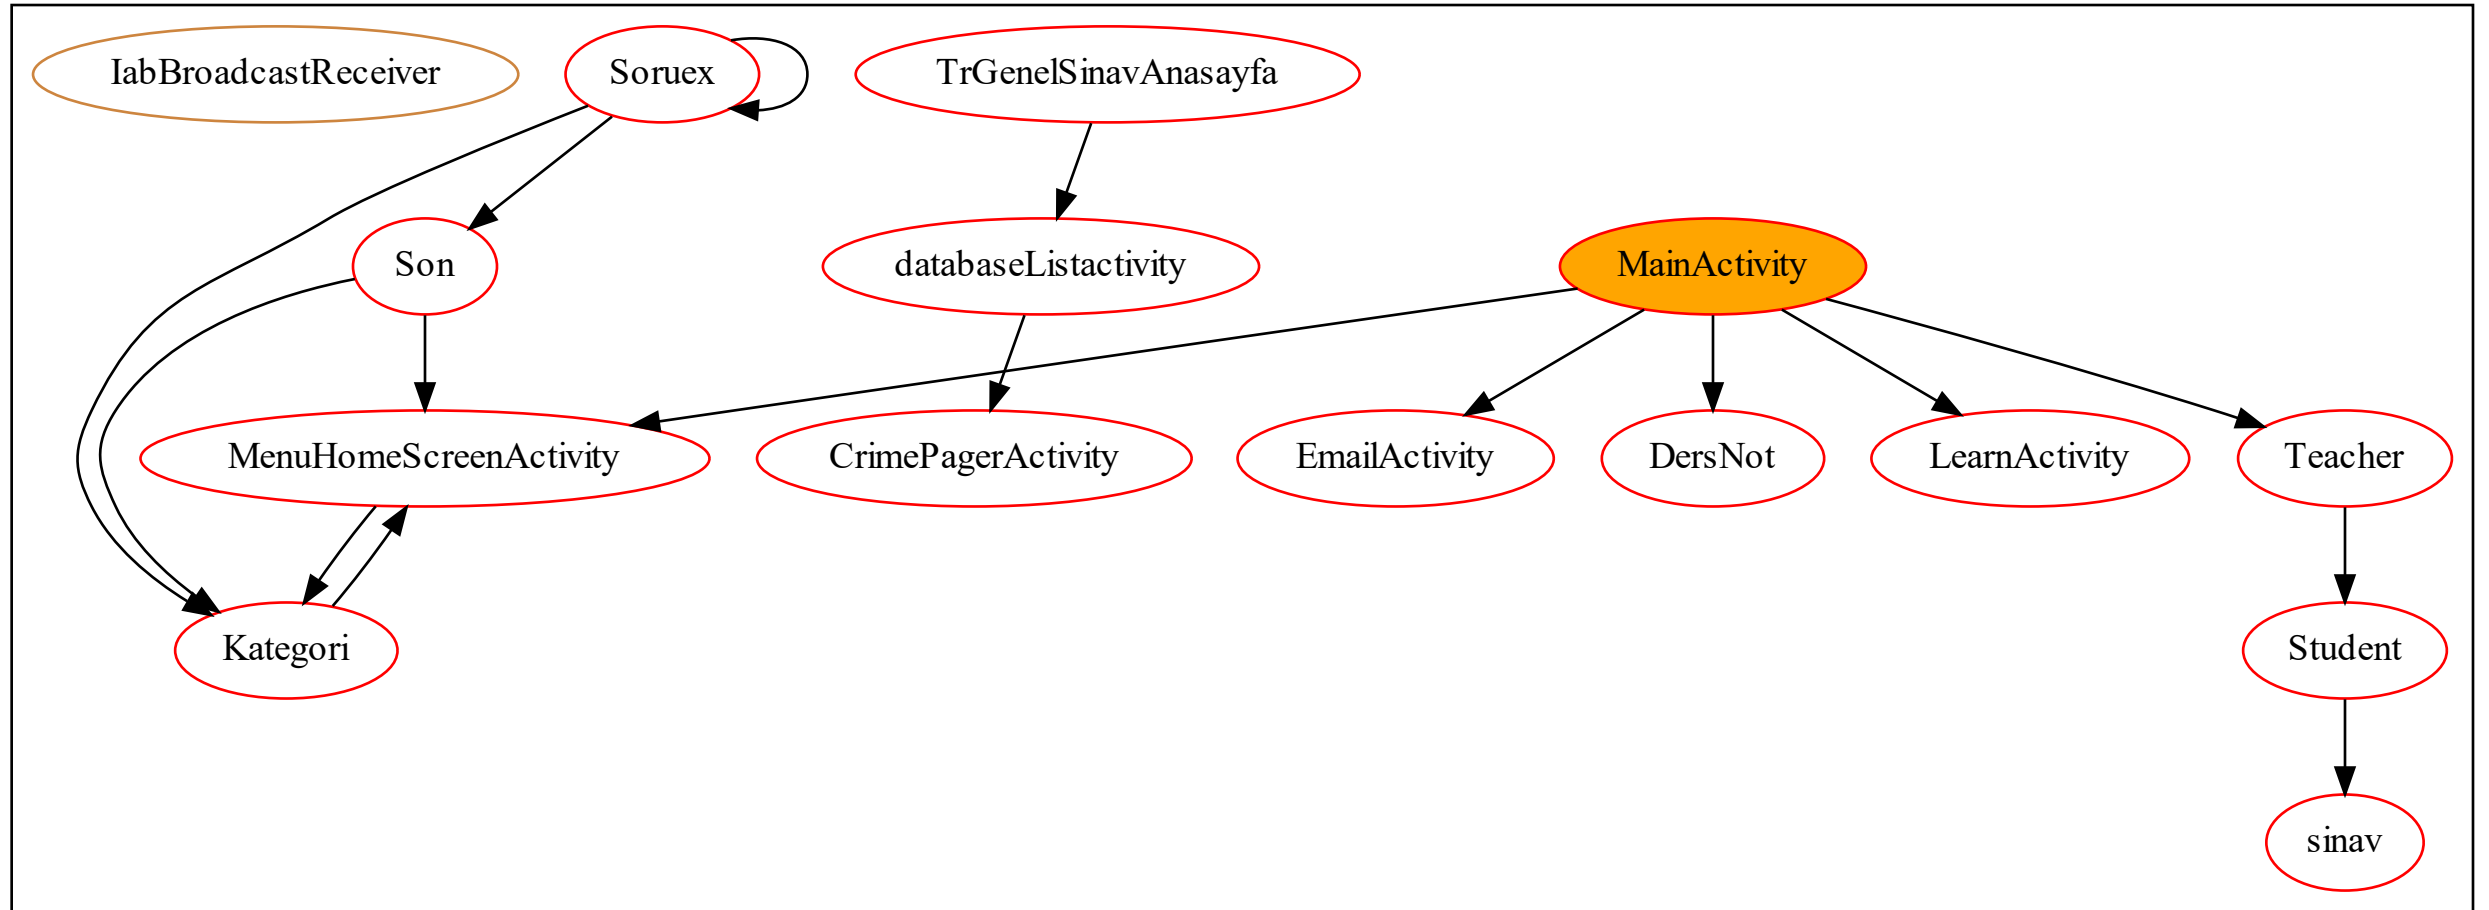 IabBroadcastReceiver
Soruex
TrGenelSinavAnasayfa
Son
databaseListactivity
MainActivity
MenuHomeScreenActivity
CrimePagerActivity
EmailActivity
DersNot
LearnActivity
Teacher
Kategori
Student
sinav